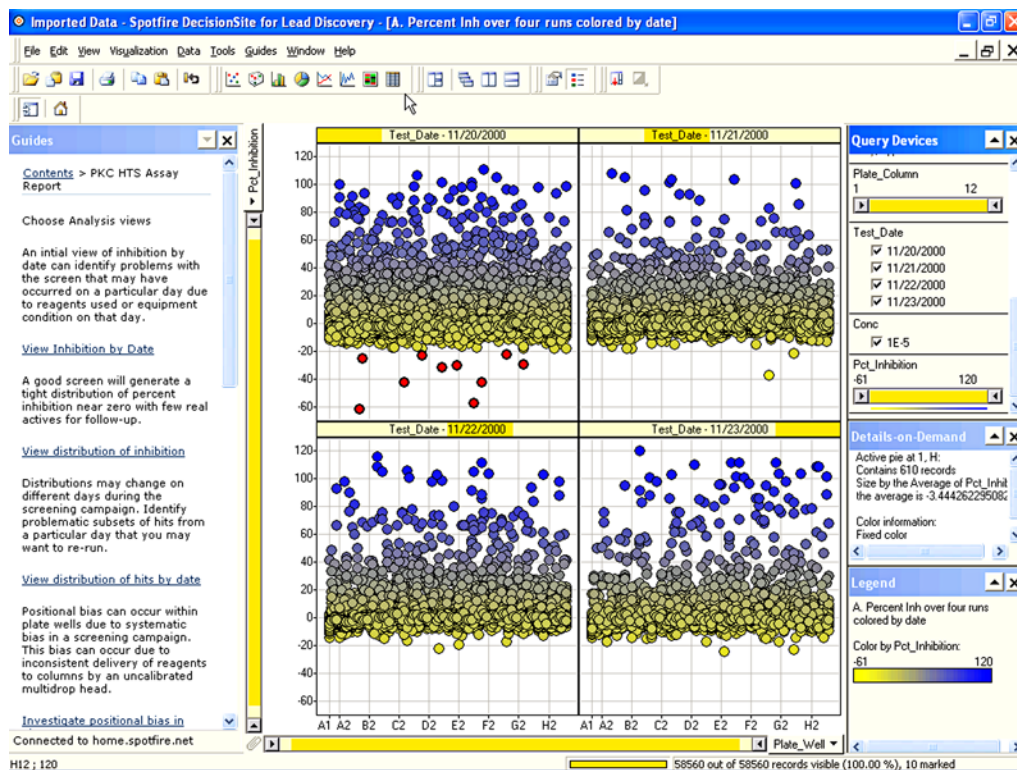 Imported Data - Spotfire DecisionSite for Lead Discovery - [A. Percent Inh over four runs colored by date]
File Edit View Visualization Data Tools Guides Window Help
Guides
Contents > PKC HTS Assay
Report
Choose Analysis views
An intial view of inhibition by
date can identify problems with
the screen that may have
occurred on a particular day due
to reagents used or equipment
condition on that day.
View Inhibition by Date
A good screen will generate a
tight distribution of percent
inhibition near zero with few real
actives for follow-up.
View distribution of inhibition
Distributions may change on
different days during the
screening campaign. Identify
problematic subsets of hits from
a particular day that you may
want to re-run.
View distribution of hits by date
Positional bias can occur within
plate wells due to systematic
bias in a screening campaign.
This bias can occur due to
inconsistent delivery of reagents
to columns by an uncalibrated
multidrop head.
Investigate positional bias in
Connected to home.spotfire.net
H12 ; 120
Pct_Inhibition
Test_Date - 11/20/2000
Test_Date - 11/21/2000
120
100
80
60
40
20
0
-20
-40
-60
Test_Date - 11/22/2000
Test_Date - 11/23/2000
120
100
80
60
40
20
0
-20
-40
-60
A1 A2 B2 C2 D2 E2 F2 G2 H2
A1 A2 B2 C2 D2 E2 F2 G2 H2
Plate_Well
58560 out of 58560 records visible (100.00 %), 10 marked
Query Devices
Plate_Column
1 12
Test_Date
11/20/2000
11/21/2000
11/22/2000
11/23/2000
Conc
1E-5
Pct_Inhibition
-61 120
Details-on-Demand
Active pie at 1, H:
Contains 610 records
Size by the Average of Pct_Inhit
the average is -3.444262295082
Color information:
Fixed color
Legend
A. Percent Inh over four runs
colored by date
Color by Pct_Inhibition:
-61 120